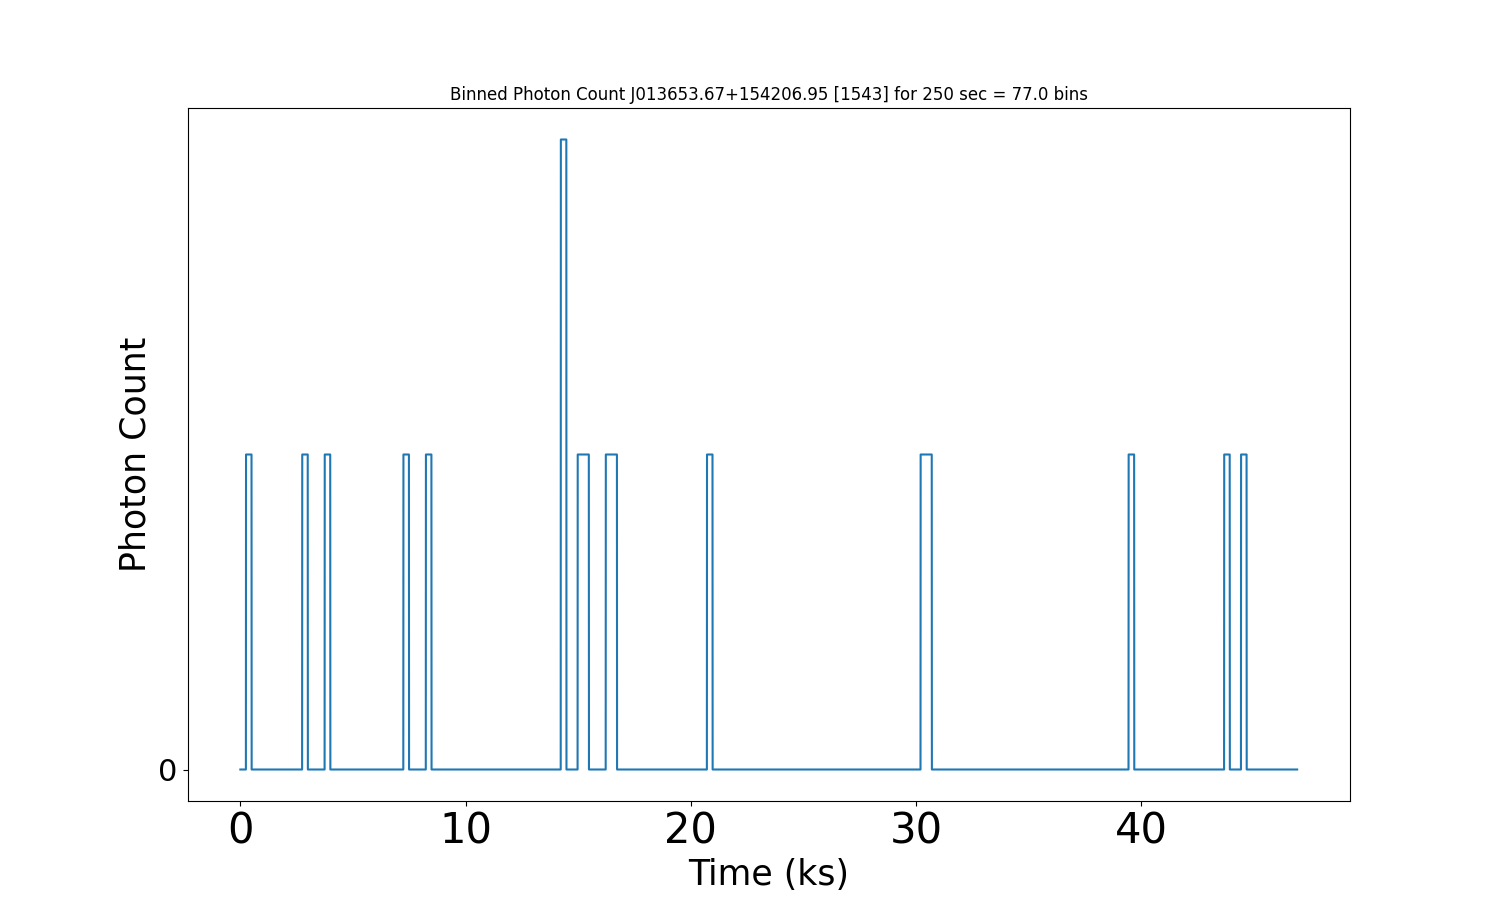 Binned Photon Count J013653.67+154206.95 [1543] for 250 sec = 77.0 bins
Photon Count
0
0 10 20 30 40
Time (ks)